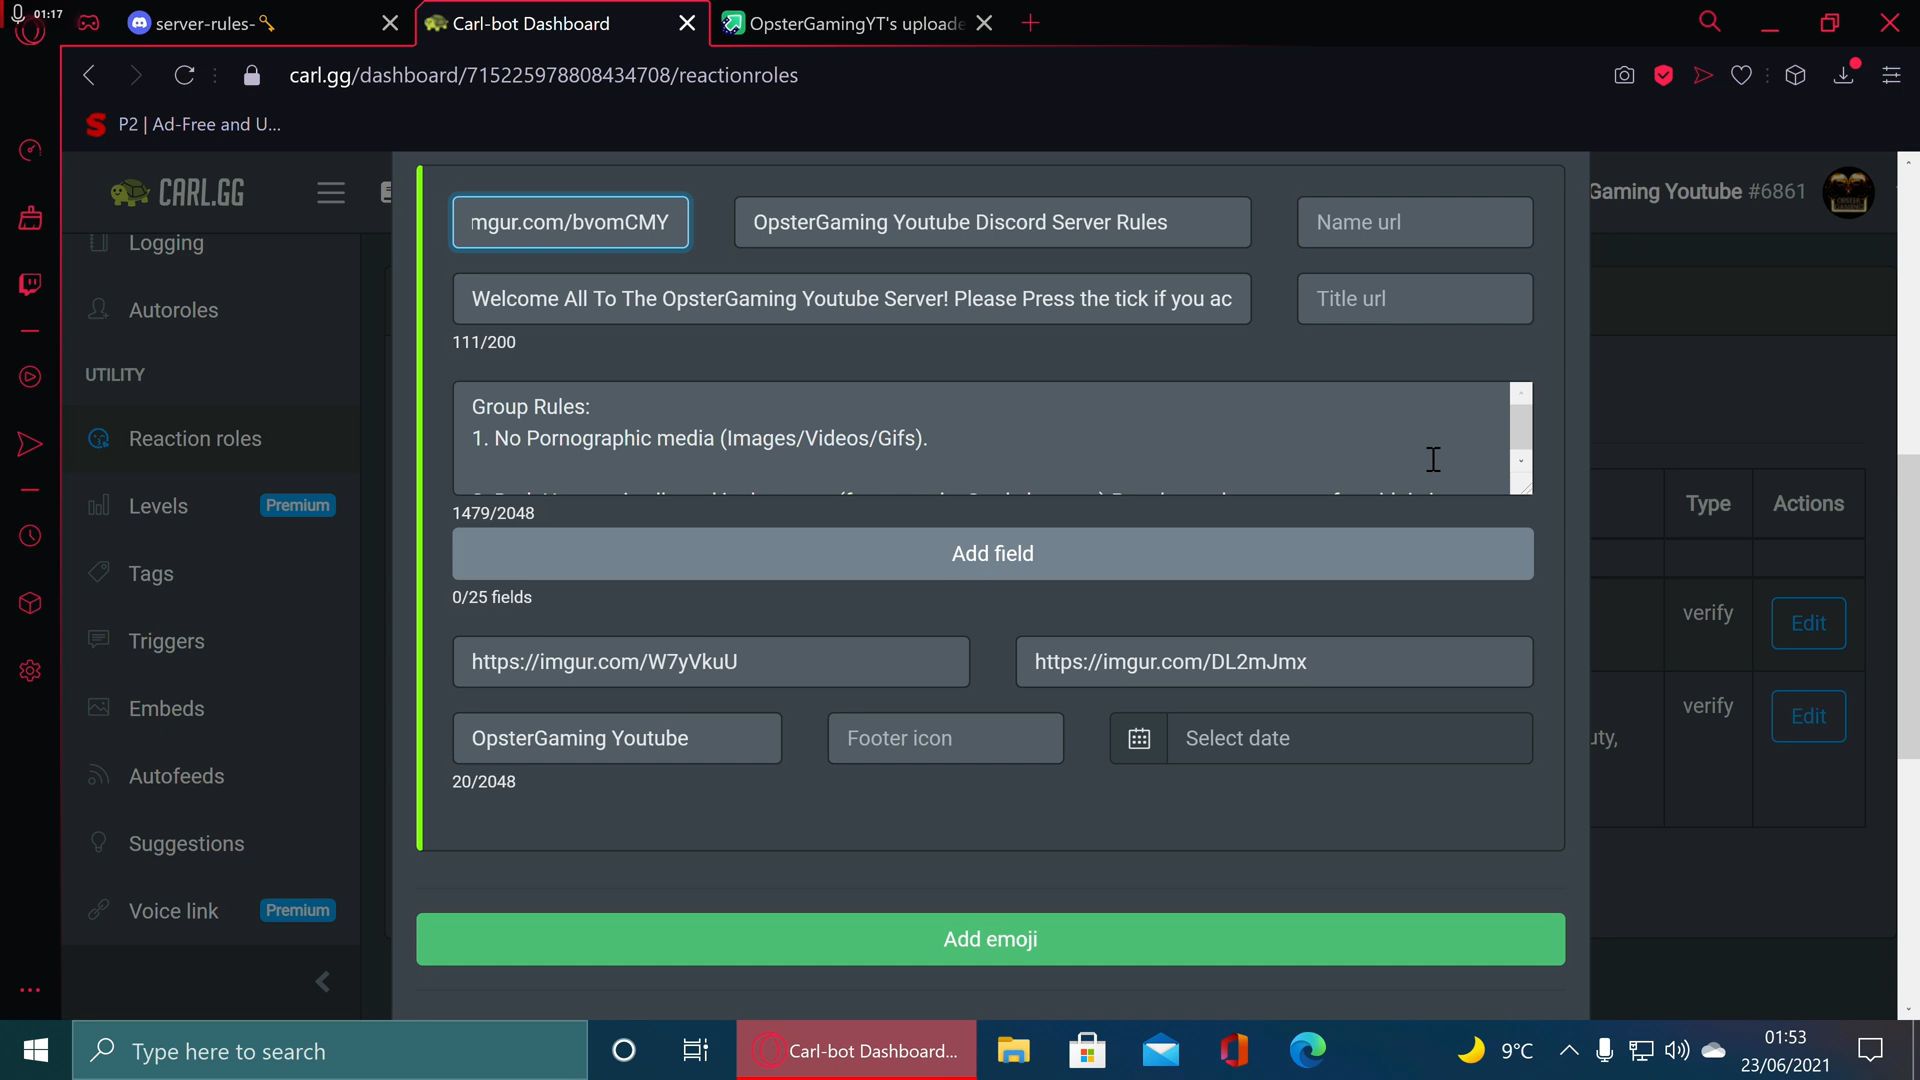 01:17
server-rules-
Carl-bot Dashboard
OpsterGamingYT's uploade
carl.gg/dashboard/715225978808434708/reactionroles
P2 | Ad-Free and U...
CARL.GG
Gaming Youtube #6861
mgur.com/bvomCMY
OpsterGaming Youtube Discord Server Rules
Name url
Logging
Welcome All To The OpsterGaming Youtube Server! Please Press the tick if you ac
Title url
Autoroles
111/200
UTILITY
Group Rules:
1. No Pornographic media (Images/Videos/Gifs).
Reaction roles
Levels
Premium
1479/2048
Type
Actions
Add field
Tags
0/25 fields
verify
Edit
Triggers
https://imgur.com/W7yVkuU
https://imgur.com/DL2mJmx
Embeds
verify
Edit
OpsterGaming Youtube
Footer icon
Select date
uty,
20/2048
Autofeeds
Suggestions
Voice link
Premium
Add emoji
Type here to search
Carl-bot Dashboard...
9°C
01:53
23/06/2021